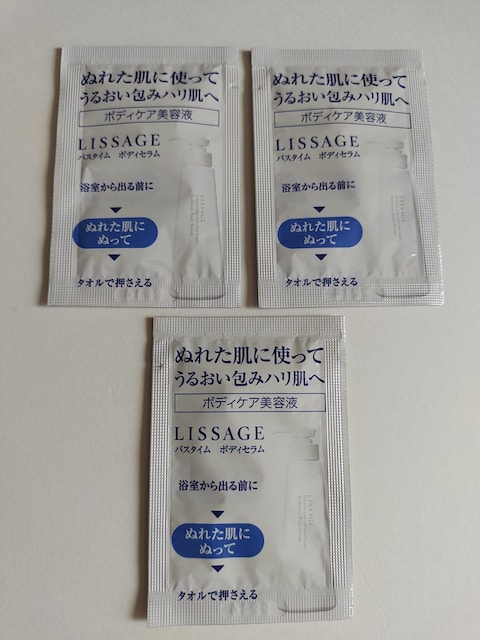 ぬれた肌に使って
うるおい包みハリ肌へ
ボディケア美容液
LISSAGE
バスタイム ボディセラム
浴室から出る前に
ぬれた肌に
ぬって
タオルで押さえる
LISSAGE
ぬれた肌に使って
うるおい包みハリ肌へ
ボディケア美容液
LISSAGE
バスタイム ボディセラム
浴室から出る前に
ぬれた肌に
ぬって
タオルで押さえる
LISSAGE
ぬれた肌に使って
うるおい包みハリ肌へ
ボディケア美容液
LISSAGE
バスタイム ボディセラム
浴室から出る前に
ぬれた肌に
ぬって
タオルで押さえる
LISSAGE